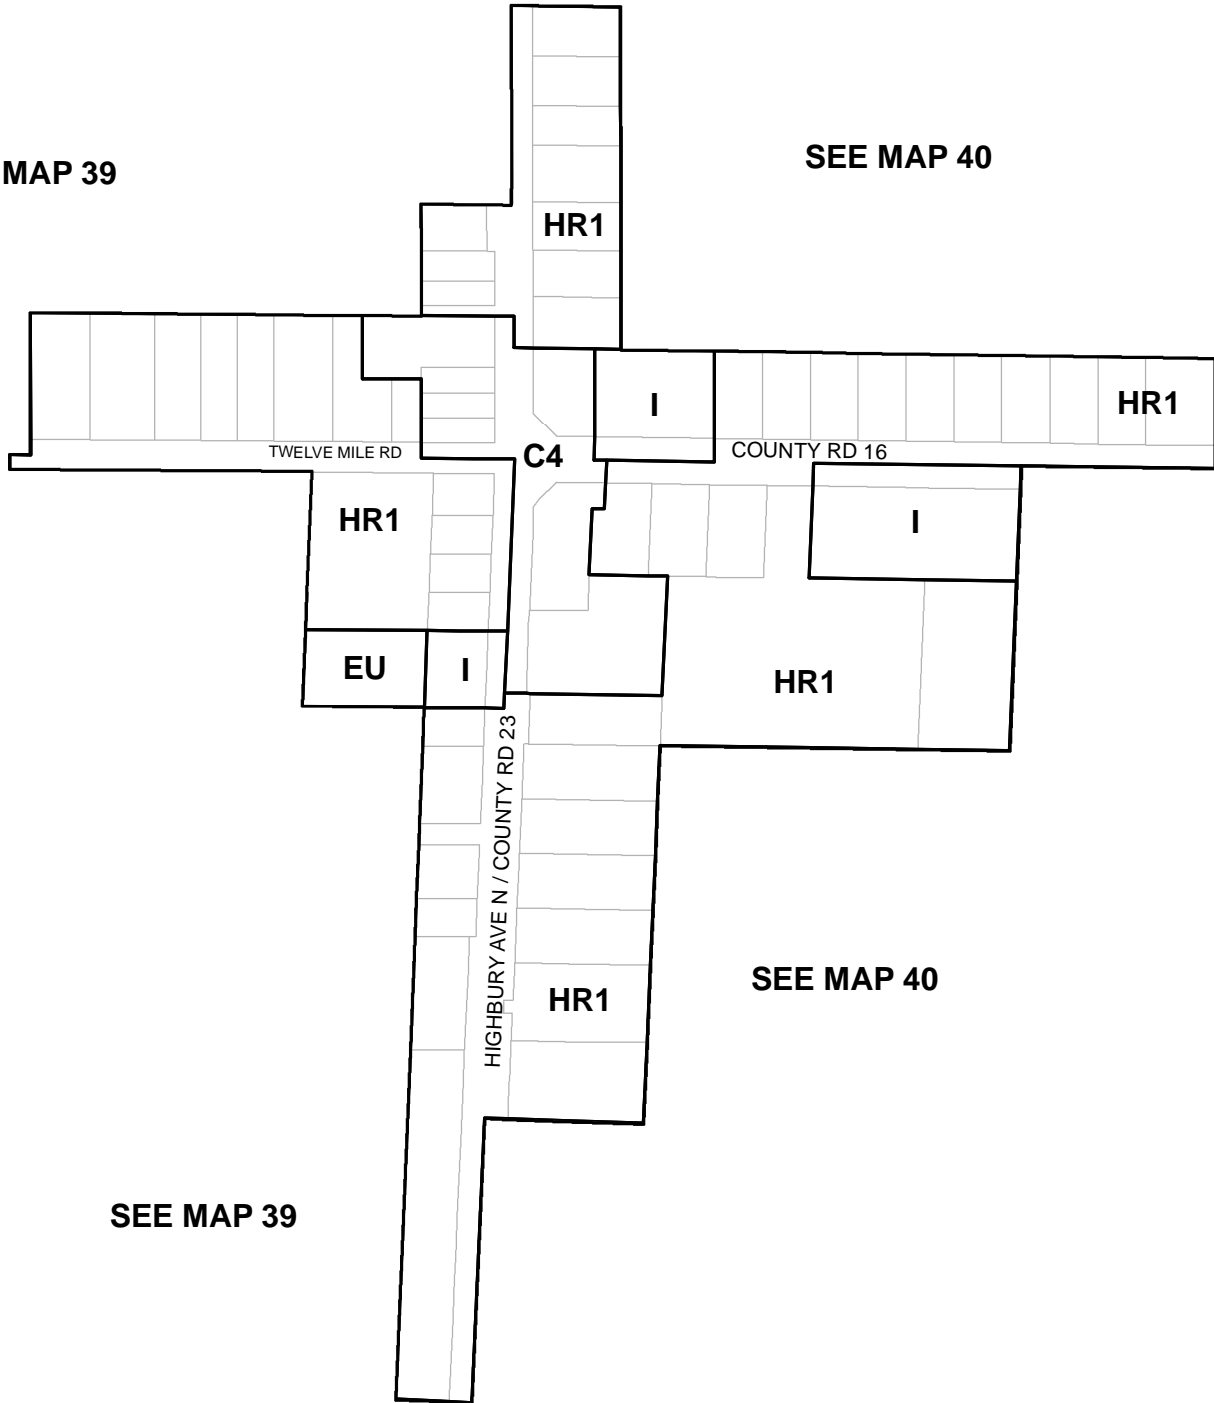 SEE MAP 40
MAP 39
HR1
I
HR1
TWELVE MILE RD
C4
COUNTY RD 16
HR1
I
EU
I
HR1
HIGHBURY AVE N / COUNTY RD 23
SEE MAP 40
HR1
SEE MAP 39